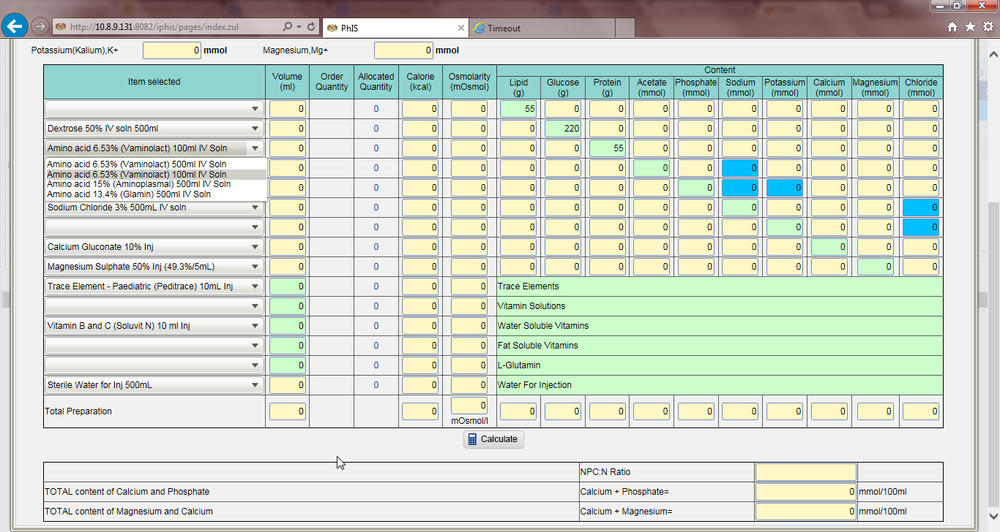 http://10.8.9.131:8082/iphis/pages/index.zul
PhIS
Timeout
Potassium(Kalium),K+ 0 mmol Magnesium,Mg+ 0 mmol
Item selected Volume (ml) Order Quantity Allocated Quantity Calorie (kcal) Osmolarity (mOsmol) Content
Lipid (g) Glucose (g) Protein (g) Acetate (mmol) Phosphate (mmol) Sodium (mmol) Potassium (mmol) Calcium (mmol) Magnesium (mmol) Chloride (mmol)
0 0 0 0 55 0 0 0 0 0 0 0 0 0
Dextrose 50% IV soln 500ml 0 0 0 0 0 220 0 0 0 0 0 0 0 0
Amino acid 6.53% (Vaminolact) 100ml IV Soln 0 0 0 0 0 0 55 0 0 0 0 0 0 0
Amino acid 6.53% (Vaminolact) 500ml IV Soln
Amino acid 6.53% (Vaminolact) 100ml IV Soln
Amino acid 15% (Aminoplasmal) 500ml IV Soln
Amino acid 13.4% (Glamin) 500ml IV Soln
0 0 0 0 0 0 0 0 0 0 0 0 0 0
0 0 0 0 0 0 0 0 0 0 0 0 0 0
Sodium Chloride 3% 500mL IV soln 0 0 0 0 0 0 0 0 0 0 0 0 0 0
0 0 0 0 0 0 0 0 0 0 0 0 0 0
Calcium Gluconate 10% Inj 0 0 0 0 0 0 0 0 0 0 0 0 0 0
Magnesium Sulphate 50% Inj (49.3%/5mL) 0 0 0 0 0 0 0 0 0 0 0 0 0 0
Trace Element - Paediatric (Peditrace) 10mL Inj 0 0 0 0 Trace Elements
0 0 0 0 Vitamin Solutions
Vitamin B and C (Soluvit N) 10 ml Inj 0 0 0 0 Water Soluble Vitamins
0 0 0 0 Fat Soluble Vitamins
0 0 0 0 L-Glutamin
Sterile Water for Inj 500mL 0 0 0 0 Water For Injection
Total Preparation 0 0 0 mOsmol/l 0 0 0 0 0 0 0 0 0 0
Calculate
NPC:N Ratio
TOTAL content of Calcium and Phosphate Calcium + Phosphate= 0 mmol/100ml
TOTAL content of Magnesium and Calcium Calcium + Magnesium= 0 mmol/100ml